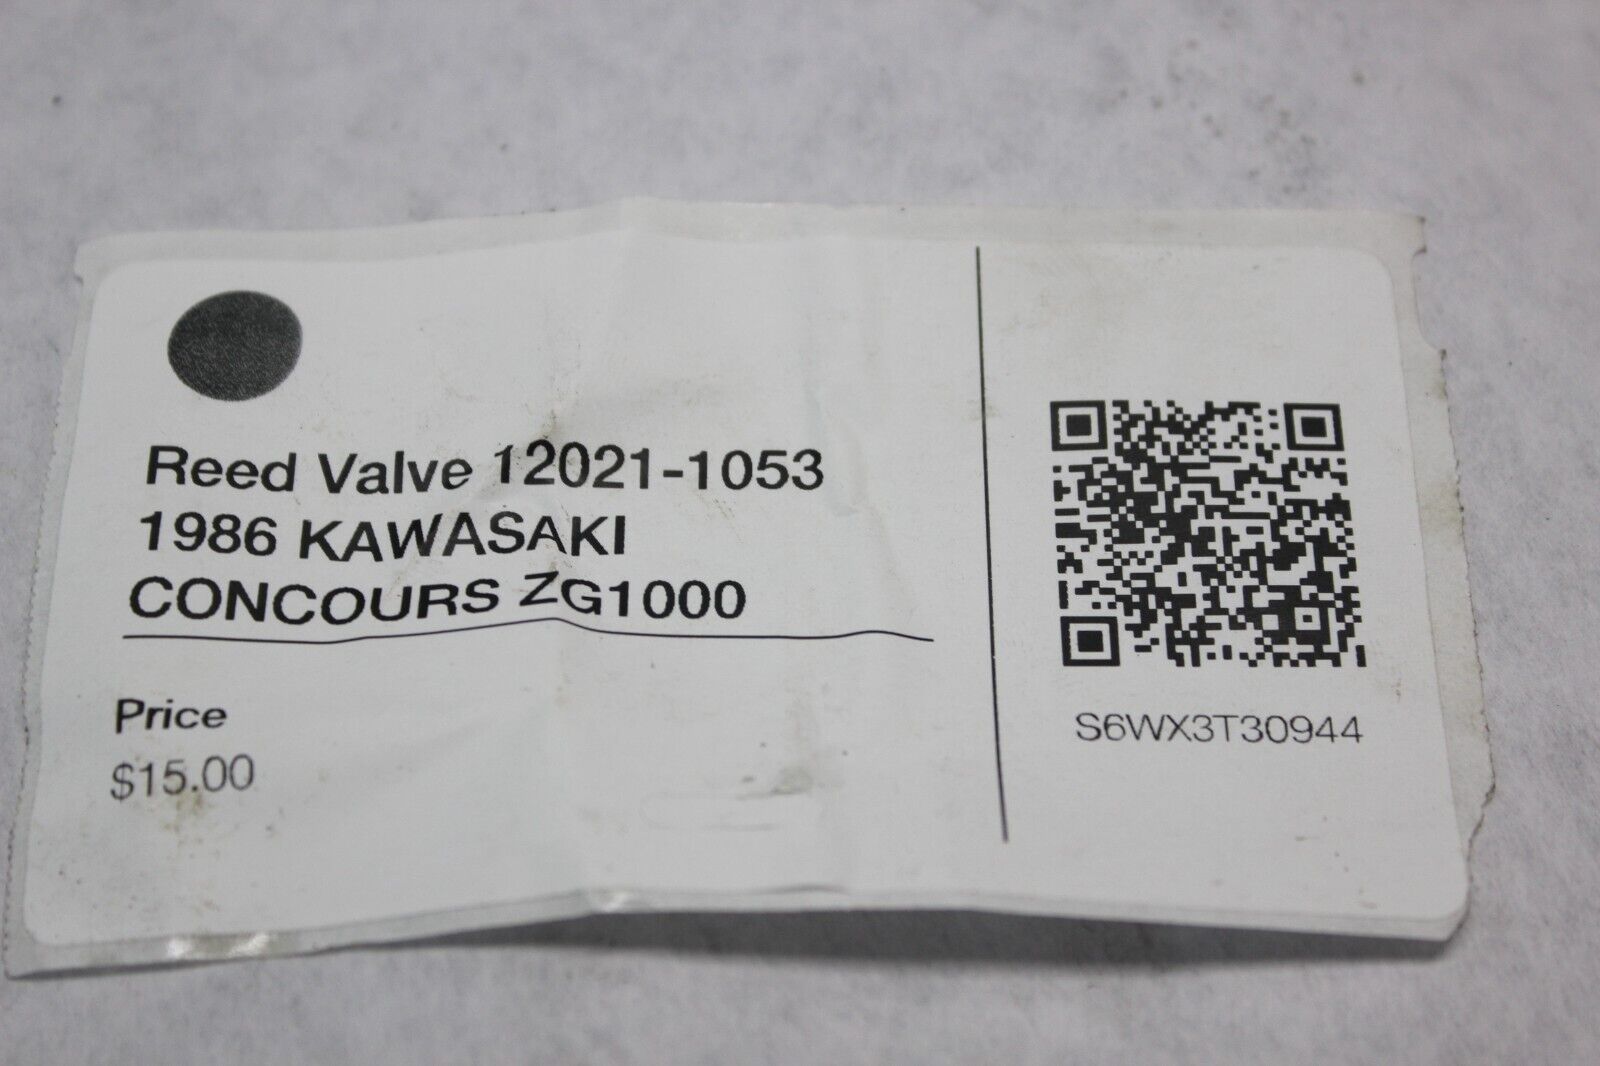 Reed Valve 12021-1053
1986 KAWASAKI
CONCOURS ZG1000
Price
$15.00
S6WX3T30944